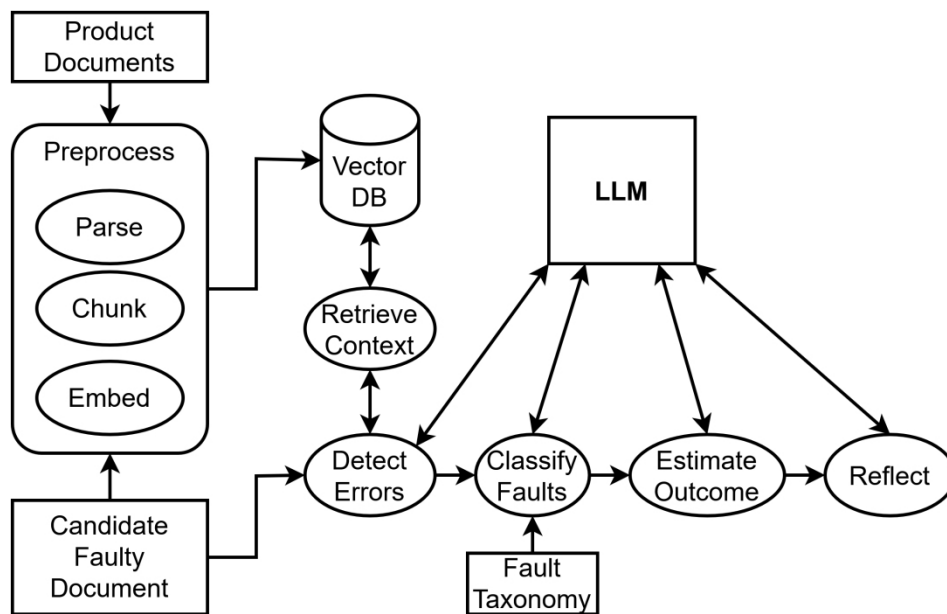 Product
Documents
Preprocess
Parse
Chunk
Embed
Candidate
Faulty
Document
Vector
DB
Retrieve
Context
Detect
Errors
LLM
Classify
Faults
Fault
Taxonomy
Estimate
Outcome
Reflect